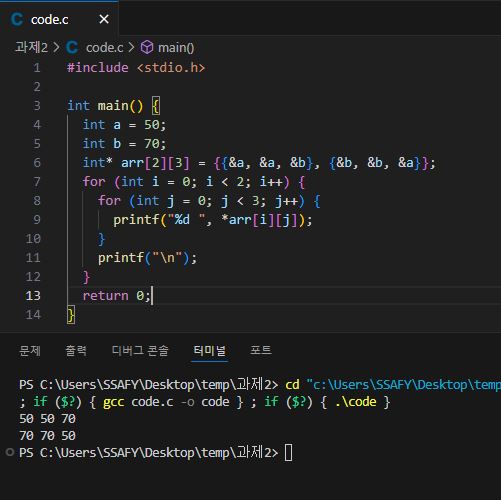 C code.c ×
과제2 > C code.c > main()
1 #include <stdio.h>
2
3 int main() {
4   int a = 50;
5   int b = 70;
6   int* arr[2][3] = {{&a, &a, &b}, {&b, &b, &a}};
7   for (int i = 0; i < 2; i++) {
8     for (int j = 0; j < 3; j++) {
9       printf("%d ", *arr[i][j]);
10     }
11     printf("\n");
12   }
13   return 0;
14 }
문제 출력 디버그 콘솔 터미널 포트
PS C:\Users\SSAFY\Desktop\temp\과제2> cd "c:\Users\SSAFY\Desktop\temp
; if ($?) { gcc code.c -o code } ; if ($?) { .\code }
50 50 70
70 70 50
PS C:\Users\SSAFY\Desktop\temp\과제2>